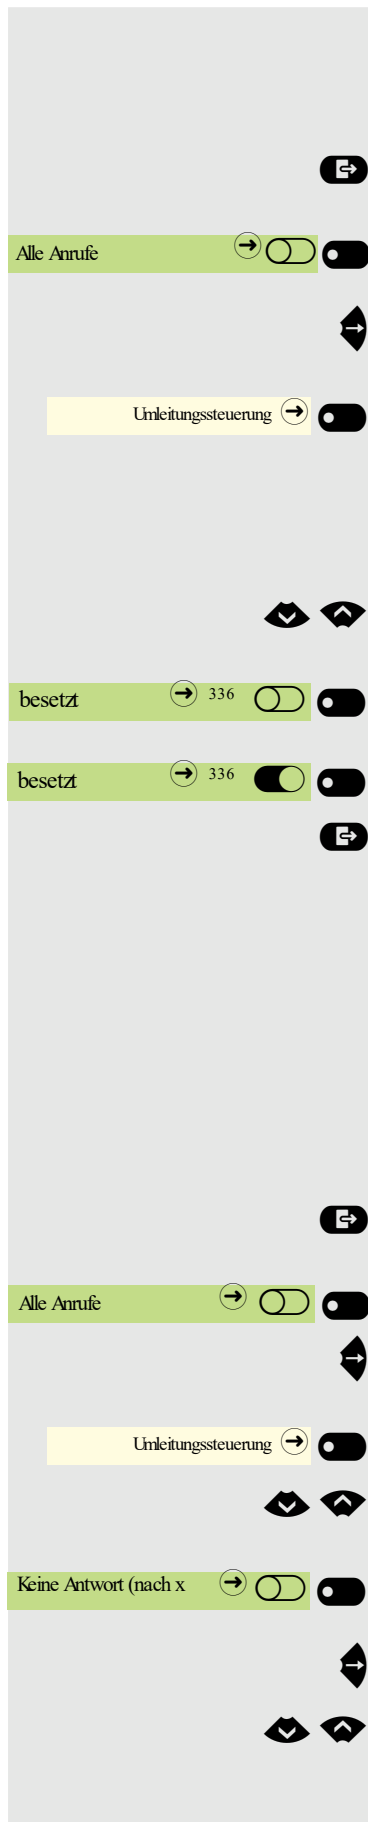 Alle Anrufe
Umleitungssteuerung
besetzt 336
besetzt 336
Alle Anrufe
Umleitungssteuerung
Keine Antwort (nach x